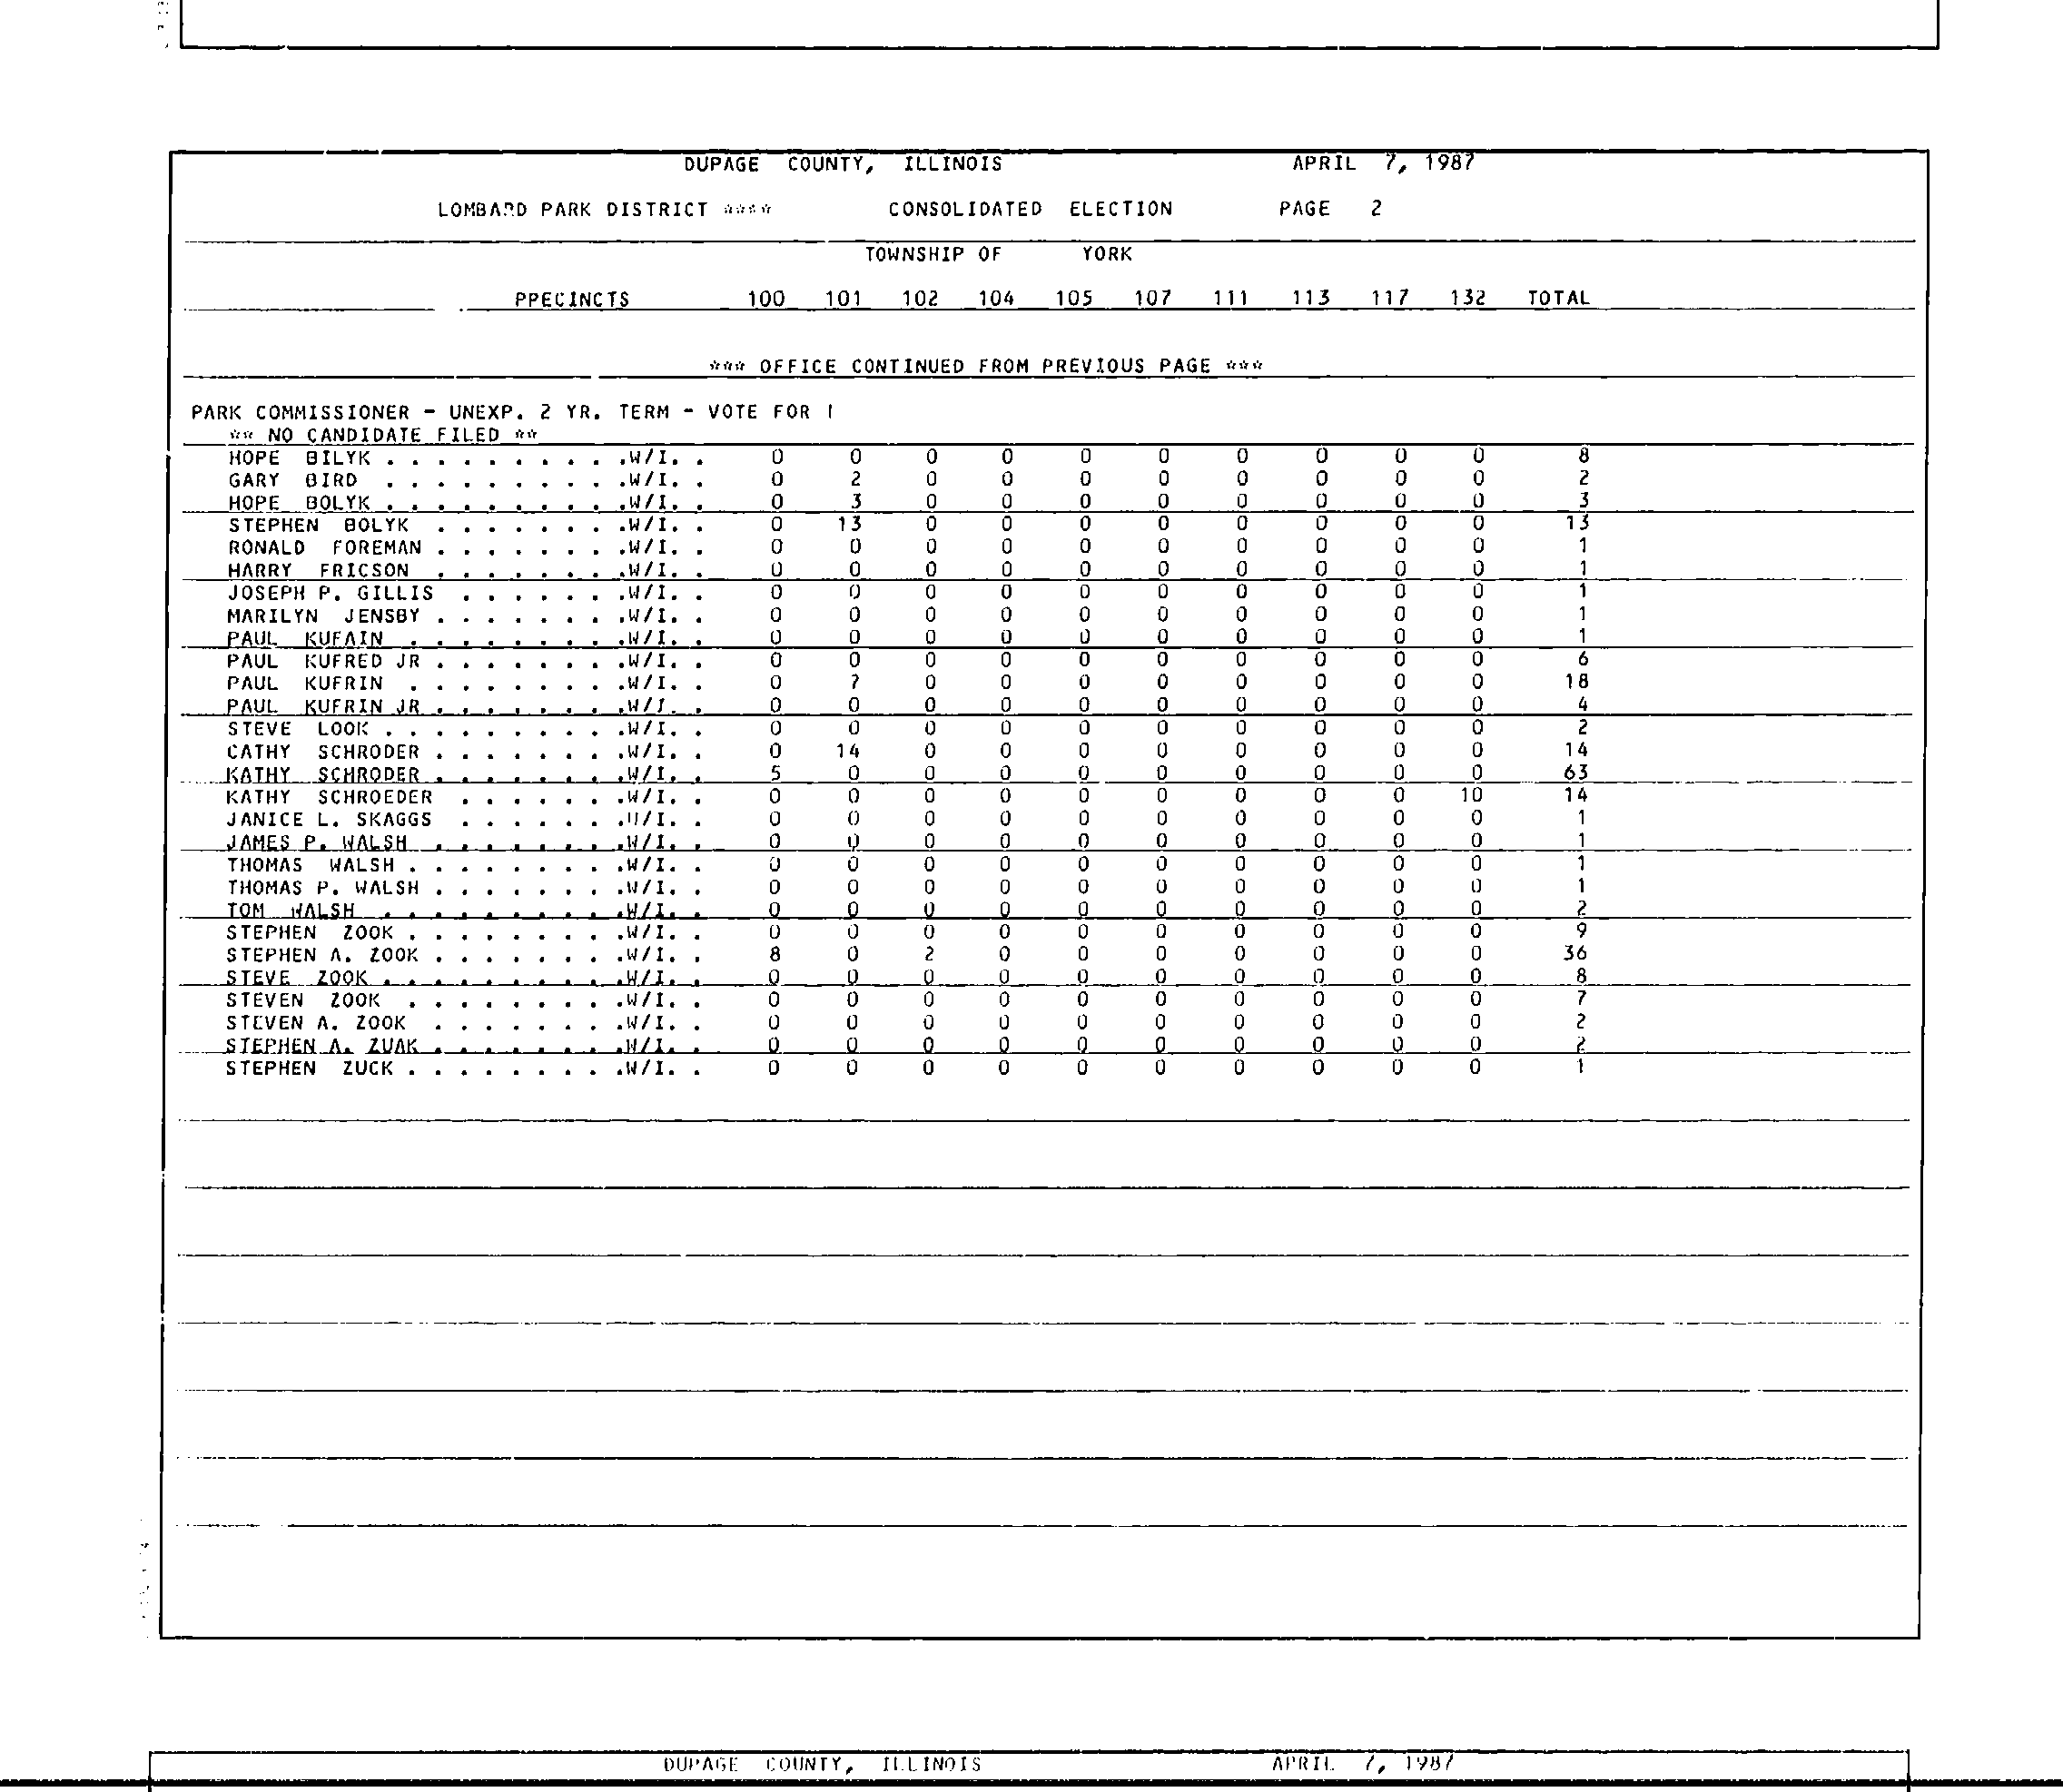 DUPAGE COUNTY, ILLINOIS APRIL 7, 1987
LOMBARD PARK DISTRICT **** CONSOLIDATED ELECTION PAGE 2
TOWNSHIP OF YORK
PPECINCTS 100 101 102 104 105 107 111 113 117 132 TOTAL
*** OFFICE CONTINUED FROM PREVIOUS PAGE ***
PARK COMMISSIONER - UNEXP. 2 YR. TERM - VOTE FOR 1
** NO CANDIDATE FILED **
HOPE BILYK . . . . . . . . . .W/I. . 0 0 0 0 0 0 0 0 0 0 8
GARY BIRD . . . . . . . . . .W/I. . 0 2 0 0 0 0 0 0 0 0 2
HOPE BOLYK . . . . . . . . . .W/I. . 0 3 0 0 0 0 0 0 0 0 3
STEPHEN BOLYK . . . . . . . .W/I. . 0 13 0 0 0 0 0 0 0 0 13
RONALD FOREMAN . . . . . . . .W/I. . 0 0 0 0 0 0 0 0 0 0 1
HARRY FRICSON . . . . . . . .W/I. . 0 0 0 0 0 0 0 0 0 0 1
JOSEPH P. GILLIS . . . . . . .W/I. . 0 0 0 0 0 0 0 0 0 0 1
MARILYN JENSBY . . . . . . . .W/I. . 0 0 0 0 0 0 0 0 0 0 1
PAUL KUFAIN . . . . . . . . .W/I. . 0 0 0 0 0 0 0 0 0 0 1
PAUL KUFRED JR . . . . . . . .W/I. . 0 0 0 0 0 0 0 0 0 0 6
PAUL KUFRIN . . . . . . . . .W/I. . 0 7 0 0 0 0 0 0 0 0 18
PAUL KUFRIN JR . . . . . . . .W/I. . 0 0 0 0 0 0 0 0 0 0 4
STEVE LOOK . . . . . . . . . .W/I. . 0 0 0 0 0 0 0 0 0 0 2
CATHY SCHRODER . . . . . . . .W/I. . 0 14 0 0 0 0 0 0 0 0 14
KATHY SCHRODER . . . . . . . .W/I. . 5 0 0 0 0 0 0 0 0 0 63
KATHY SCHROEDER . . . . . . .W/I. . 0 0 0 0 0 0 0 0 0 10 14
JANICE L. SKAGGS . . . . . . .W/I. . 0 0 0 0 0 0 0 0 0 0 1
JAMES P. WALSH . . . . . . . .W/I. . 0 0 0 0 0 0 0 0 0 0 1
THOMAS WALSH . . . . . . . . .W/I. . 0 0 0 0 0 0 0 0 0 0 1
THOMAS P. WALSH . . . . . . . .W/I. . 0 0 0 0 0 0 0 0 0 0 1
TOM WALSH . . . . . . . . . .W/I. . 0 0 0 0 0 0 0 0 0 0 2
STEPHEN ZOOK . . . . . . . . .W/I. . 0 0 0 0 0 0 0 0 0 0 9
STEPHEN A. ZOOK . . . . . . . .W/I. . 8 0 2 0 0 0 0 0 0 0 36
STEVE ZOOK . . . . . . . . . .W/I. . 0 0 0 0 0 0 0 0 0 0 8
STEVEN ZOOK . . . . . . . . .W/I. . 0 0 0 0 0 0 0 0 0 0 7
STEVEN A. ZOOK . . . . . . . .W/I. . 0 0 0 0 0 0 0 0 0 0 2
STEPHEN A. ZUAK . . . . . . . .W/I. . 0 0 0 0 0 0 0 0 0 0 2
STEPHEN ZUCK . . . . . . . . .W/I. . 0 0 0 0 0 0 0 0 0 0 1
DUPAGE COUNTY, ILLINOIS APRIL 7, 1987